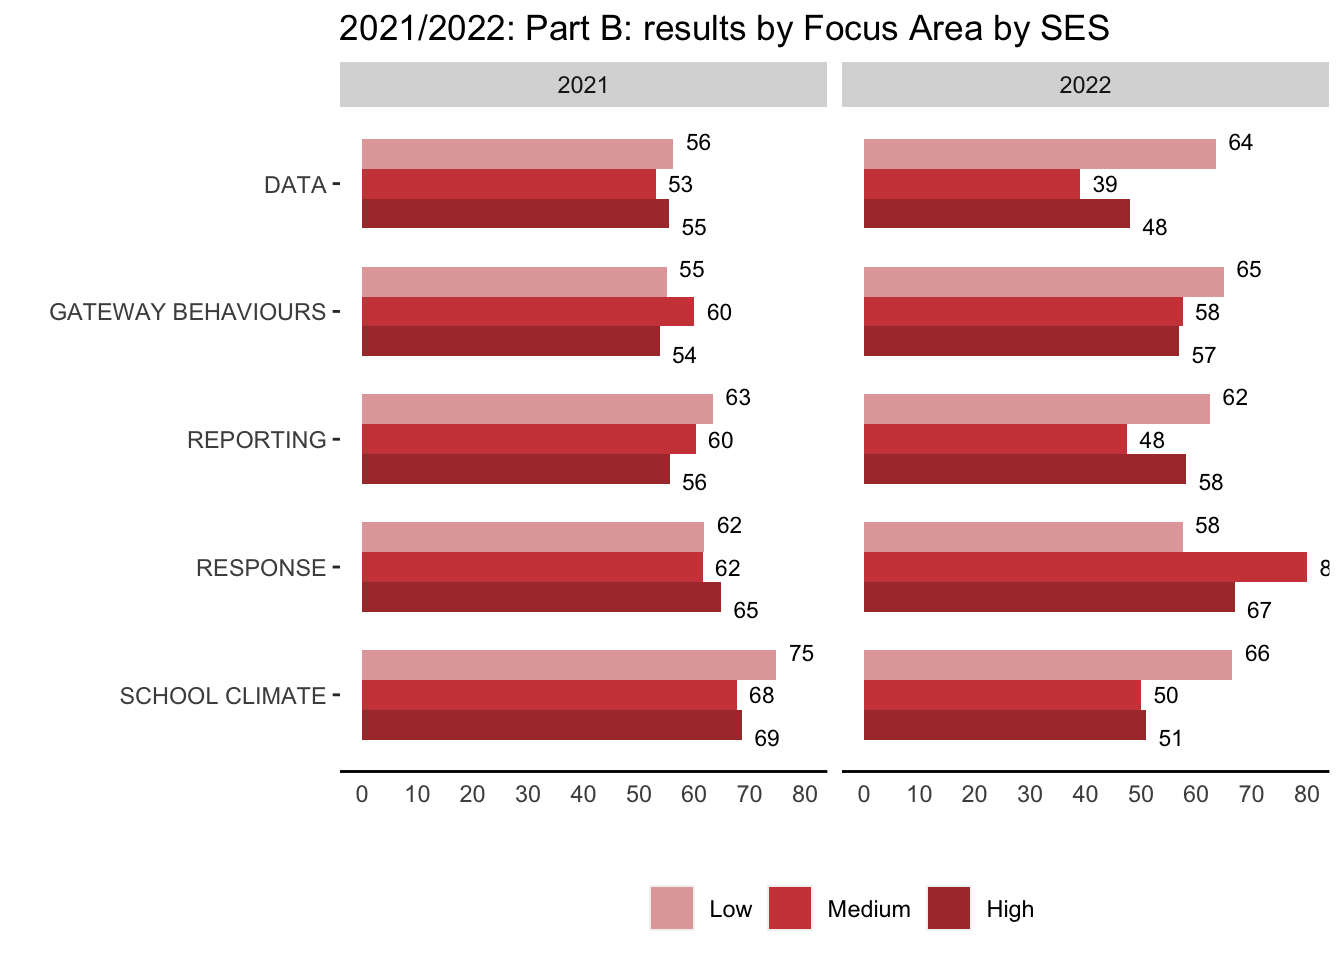 2021/2022: Part B: results by Focus Area by SES
2021 2022
56 64
DATA 53 39
55 48
55 65
GATEWAY BEHAVIOURS 60 58
54 57
63 62
REPORTING 60 48
56 58
62 58
RESPONSE 62
65 67
75 66
SCHOOL CLIMATE 68 50
69 51
0 10 20 30 40 50 60 70 80 0 10 20 30 40 50 60 70 80
Low Medium High